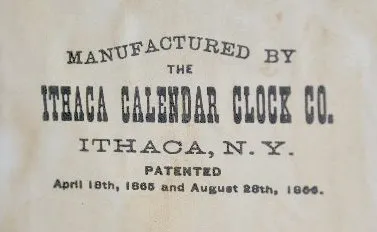 MANUFACTURED BY
THE
ITHACA CALENDAR CLOCK CO.
ITHACA, N.Y.
PATENTED
April 18th, 1865 and August 28th, 1866.